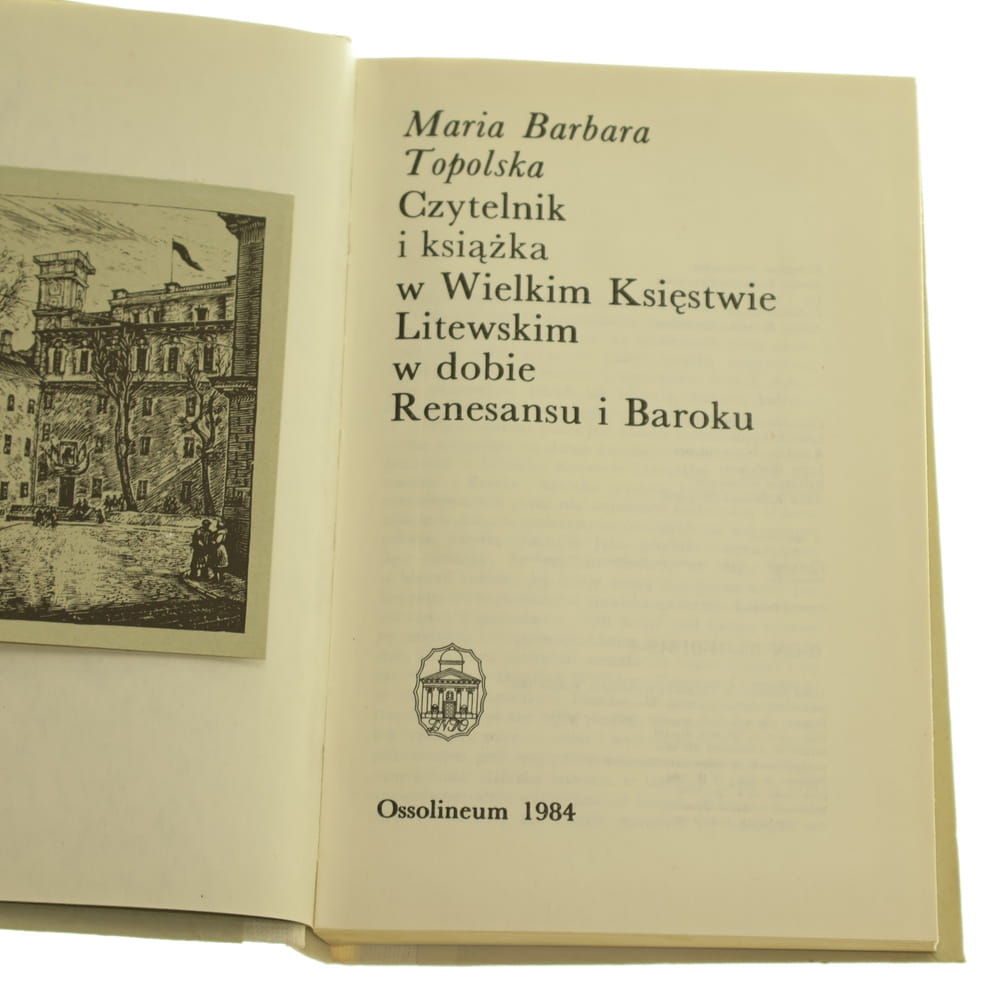 Maria Barbara
Topolska
Czytelnik
i książka
w Wielkim Księstwie
Litewskim
w dobie
Renesansu i Baroku
Ossolineum 1984